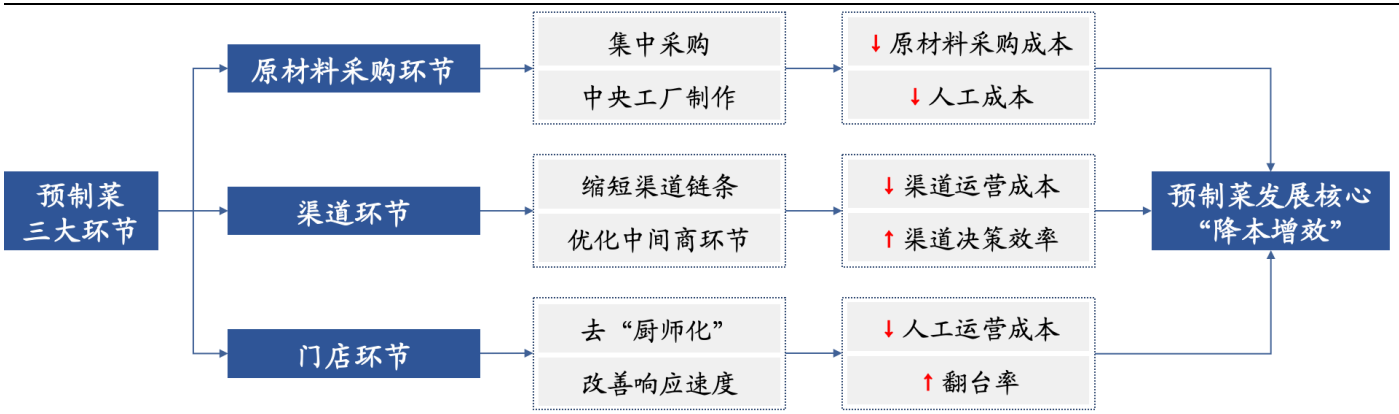 预制菜
三大环节
原材料采购环节
集中采购
中央工厂制作
↓原材料采购成本
↓人工成本
渠道环节
缩短渠道链条
优化中间商环节
↓渠道运营成本
↑渠道决策效率
门店环节
去“厨师化”
改善响应速度
↓人工运营成本
↑翻台率
预制菜发展核心
“降本增效”